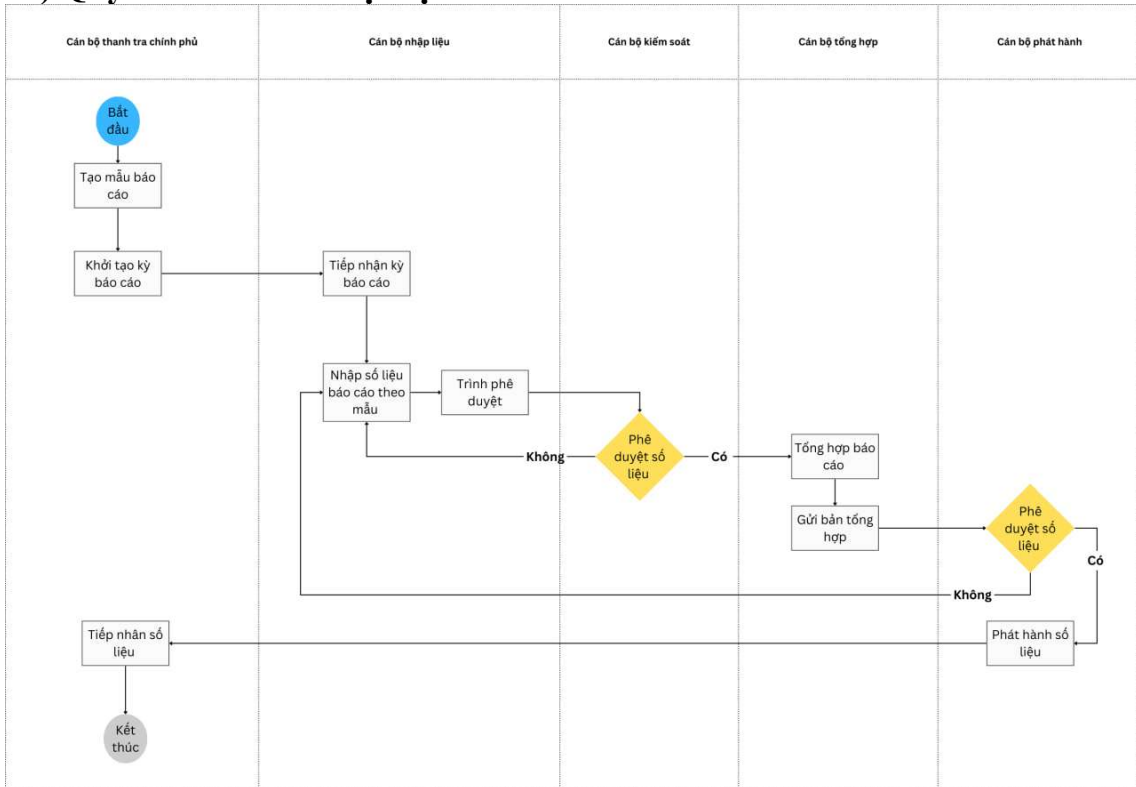 Cán bộ thanh tra chính phủ
Cán bộ nhập liệu
Cán bộ kiểm soát
Cán bộ tổng hợp
Cán bộ phát hành
Bắt
đầu
Tạo mẫu báo
cáo
Khởi tạo kỳ
báo cáo
Tiếp nhận kỳ
báo cáo
Nhập số liệu
báo cáo theo
mẫu
Trình phê
duyệt
Phê
duyệt số
liệu
Không
Có
Tổng hợp báo
cáo
Gửi bản tổng
hợp
Phê
duyệt số
liệu
Có
Không
Phát hành số
liệu
Tiếp nhân số
liệu
Kết
thúc